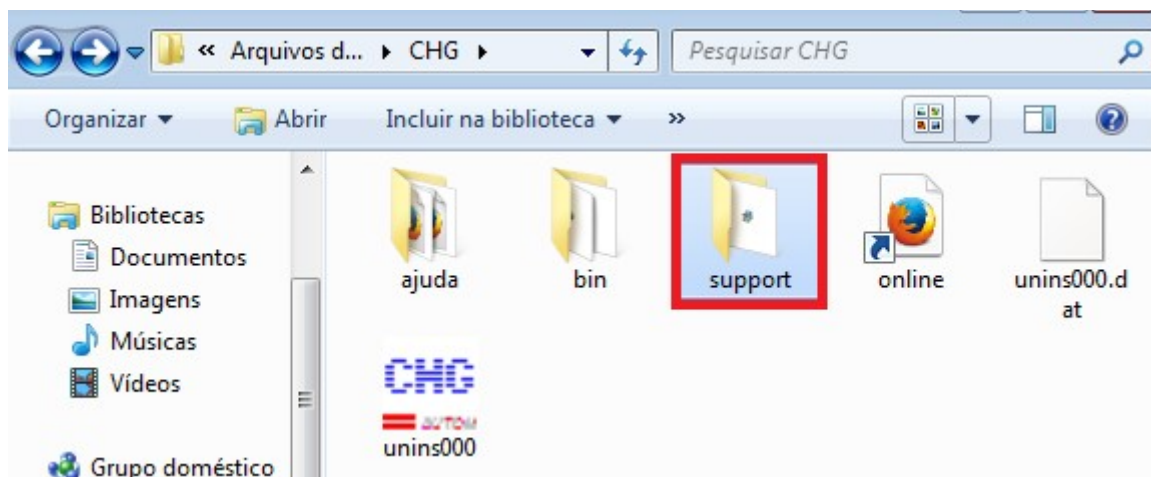 « Arquivos d... CHG
Pesquisar CHG
Organizar
Abrir
Incluir na biblioteca
»
Bibliotecas
Documentos
Imagens
Músicas
Vídeos
Grupo doméstico
ajuda
bin
support
online
unins000.d
at
CHG
AUTOM
unins000